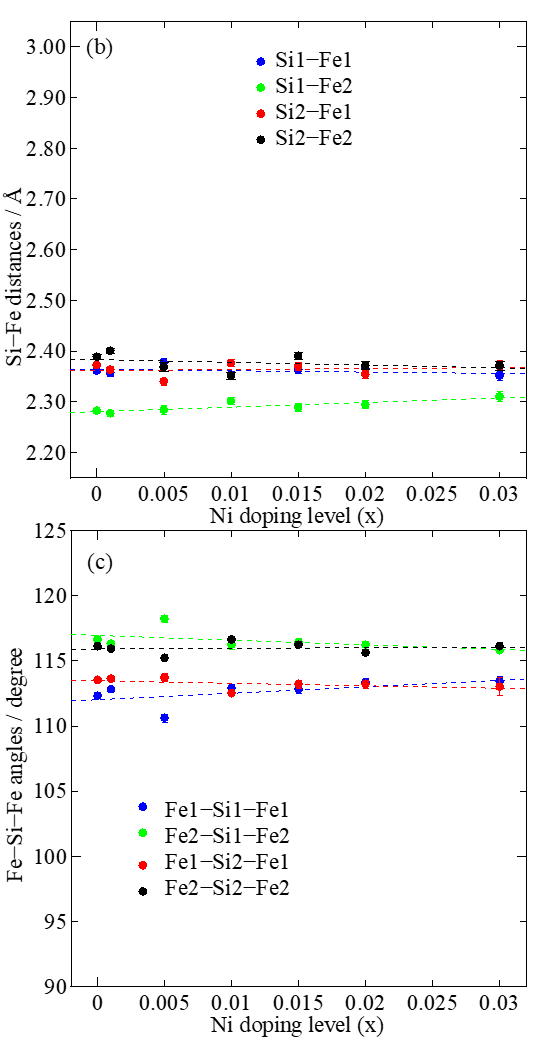 (b)
Si1−Fe1
Si1−Fe2
Si2−Fe1
Si2−Fe2
3.00
2.90
2.80
2.70
2.60
2.50
2.40
2.30
2.20
Si−Fe distances / Å
0 0.005 0.01 0.015 0.02 0.025 0.03
Ni doping level (x)
(c)
125
120
115
110
105
100
95
90
Fe−Si−Fe angles / degree
Fe1−Si1−Fe1
Fe2−Si1−Fe2
Fe1−Si2−Fe1
Fe2−Si2−Fe2
0 0.005 0.01 0.015 0.02 0.025 0.03
Ni doping level (x)